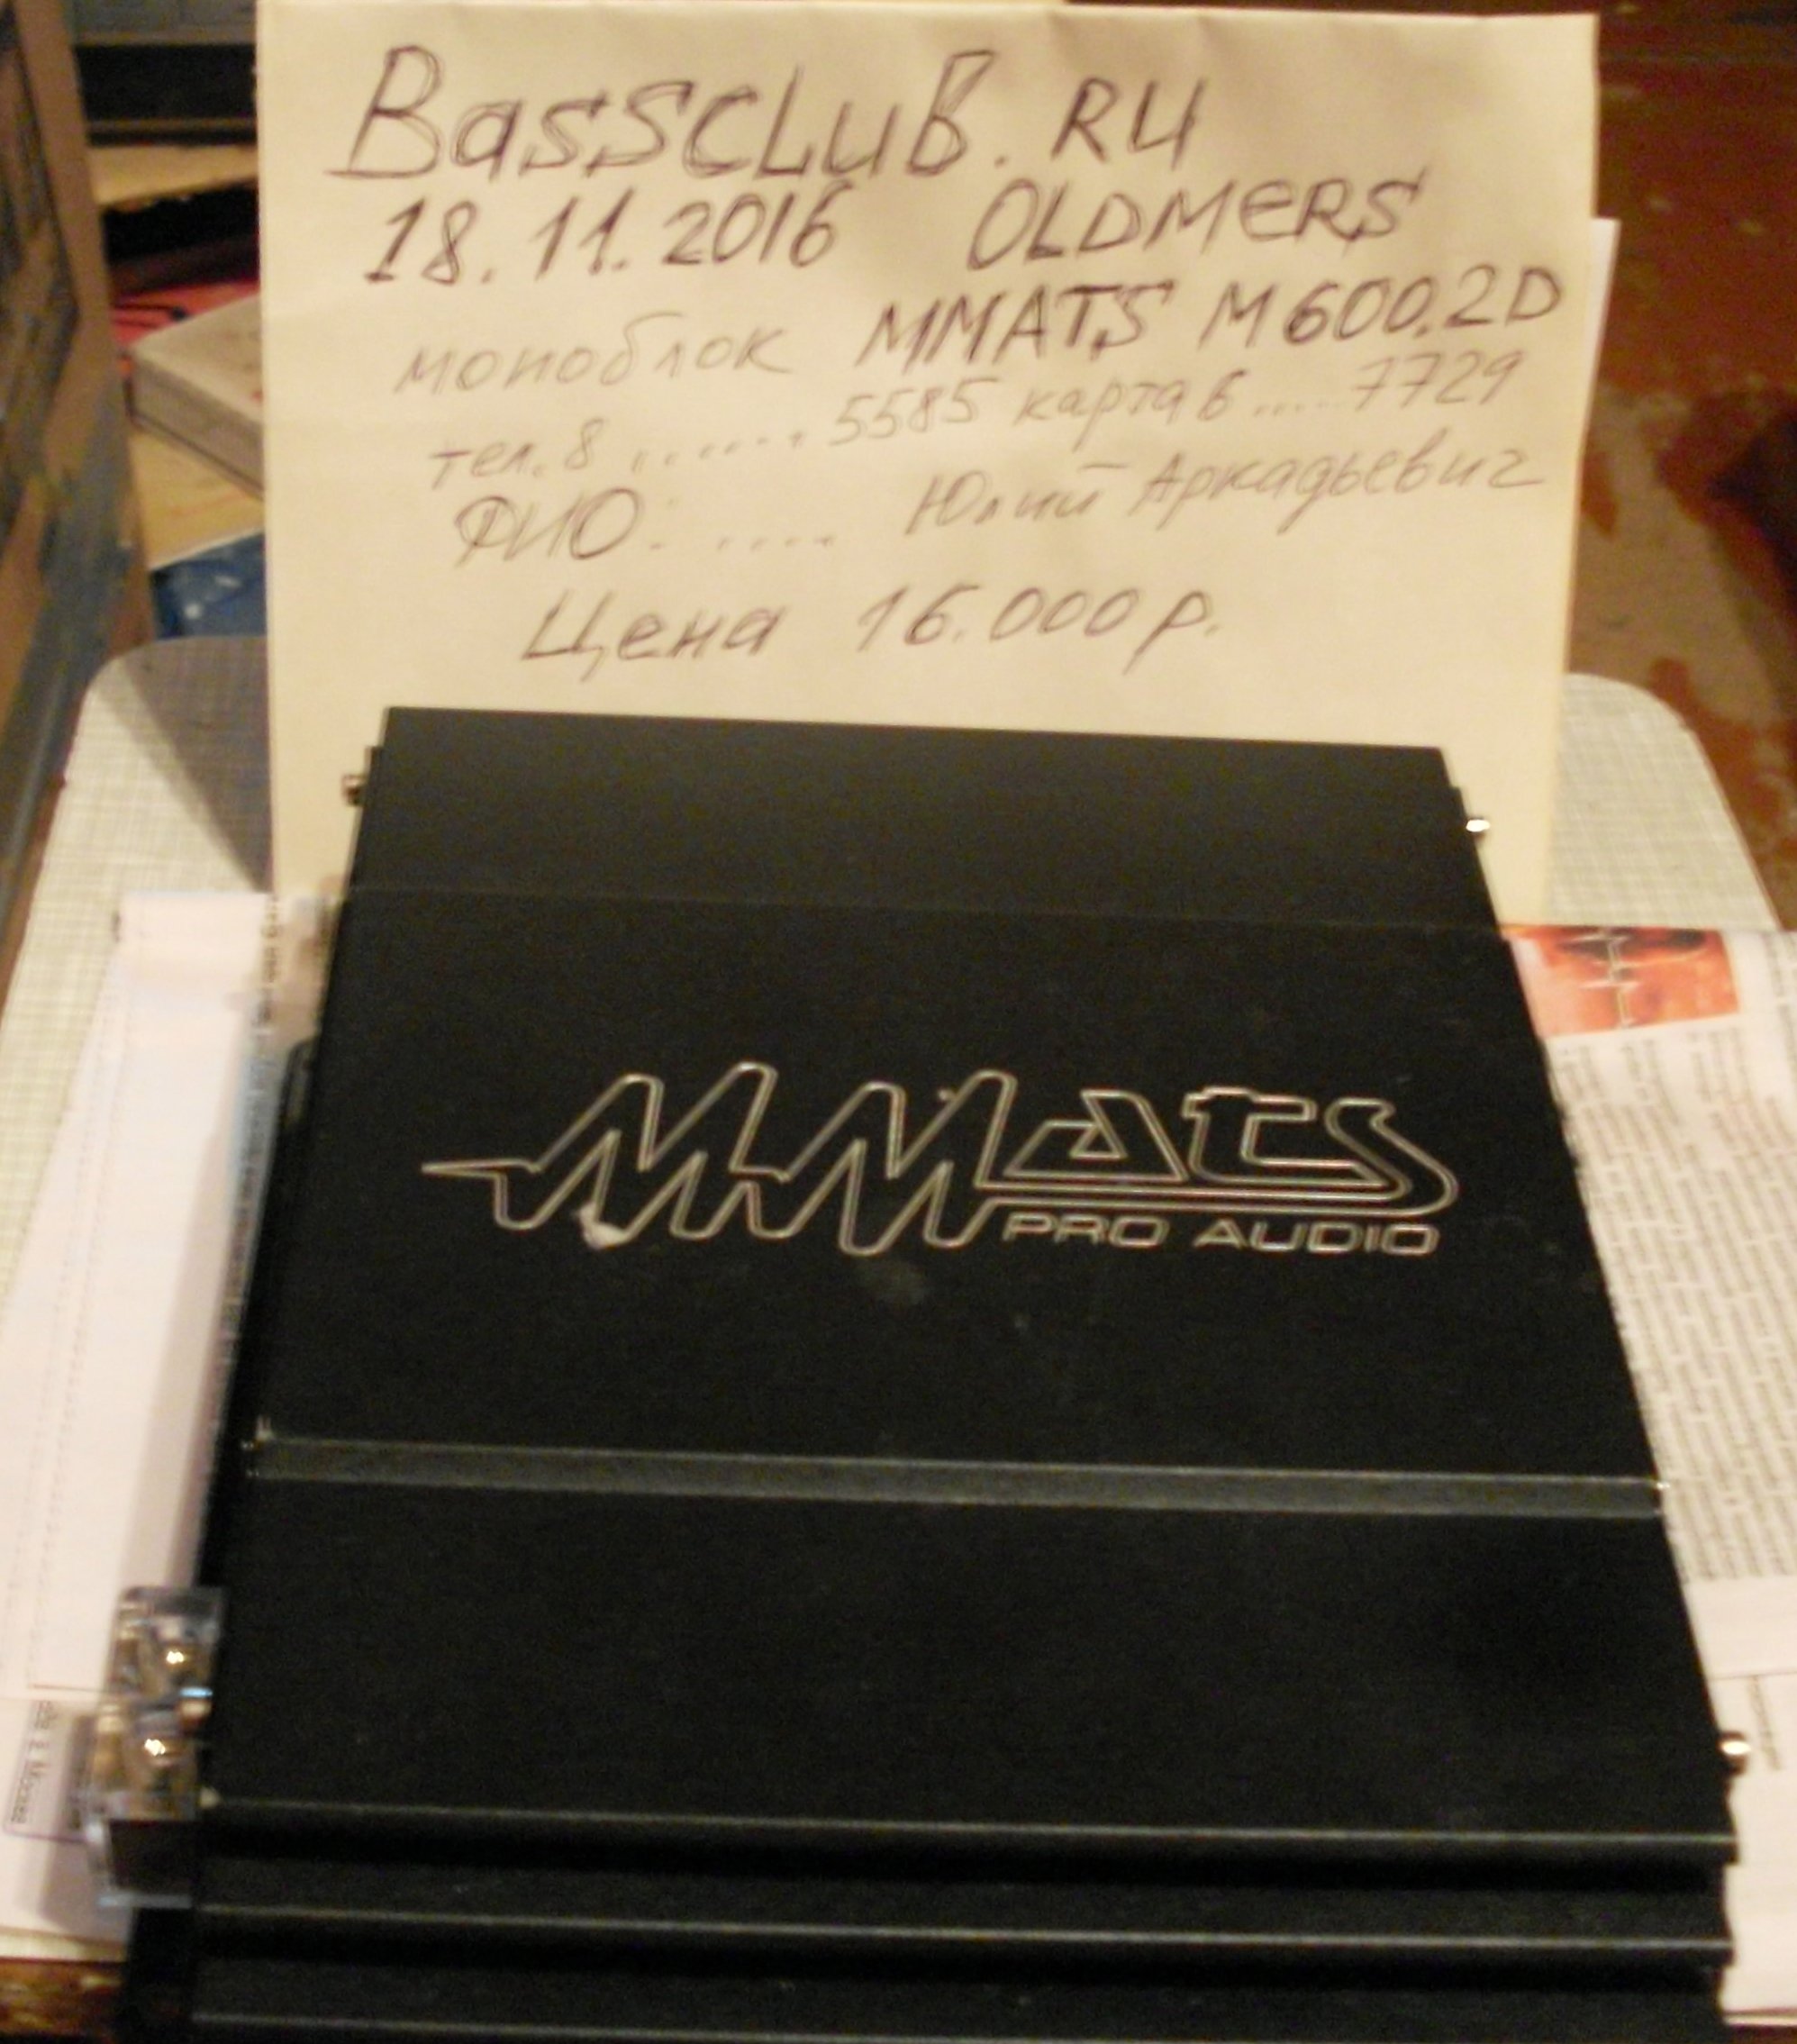 BassCLuB.RU
18.11.2016 OLDMERS
моноблок MMATS M600.2D
тел.8.......5585 карта 6.....7729
ФИО..... Юлий Аркадьевич
Цена 16.000р.
MMATS
PRO AUDIO